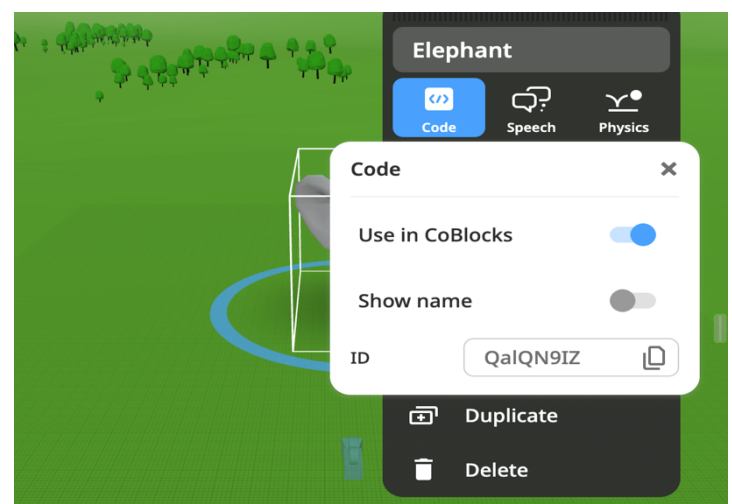 Elephant
Code Speech Physics
Code
Use in CoBlocks
Show name
ID QalQN9IZ
Duplicate
Delete